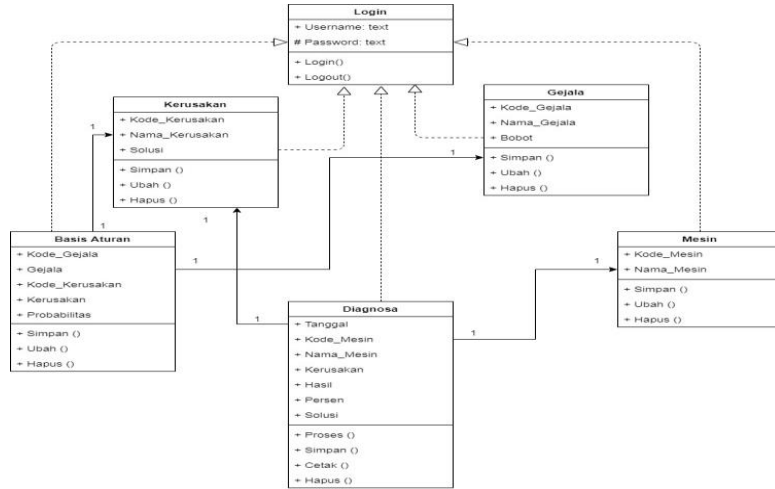 Login
+ Username: text
# Password: text
+ Login()
+ Logout()
Kerusakan
+ Kode_Kerusakan
+ Nama_Kerusakan
+ Solusi
+ Simpan ()
+ Ubah ()
+ Hapus ()
Gejala
+ Kode_Gejala
+ Nama_Gejala
+ Bobot
+ Simpan ()
+ Ubah ()
+ Hapus ()
1
1
1
1
1
1
1
1
Basis Aturan
+ Kode_Gejala
+ Gejala
+ Kode_Kerusakan
+ Kerusakan
+ Probabilitas
+ Simpan ()
+ Ubah ()
+ Hapus ()
Mesin
+ Kode_Mesin
+ Nama_Mesin
+ Simpan ()
+ Ubah ()
+ Hapus ()
Diagnosa
+ Tanggal
+ Kode_Mesin
+ Nama_Mesin
+ Kerusakan
+ Hasil
+ Persen
+ Solusi
+ Proses ()
+ Simpan ()
+ Cetak ()
+ Hapus ()